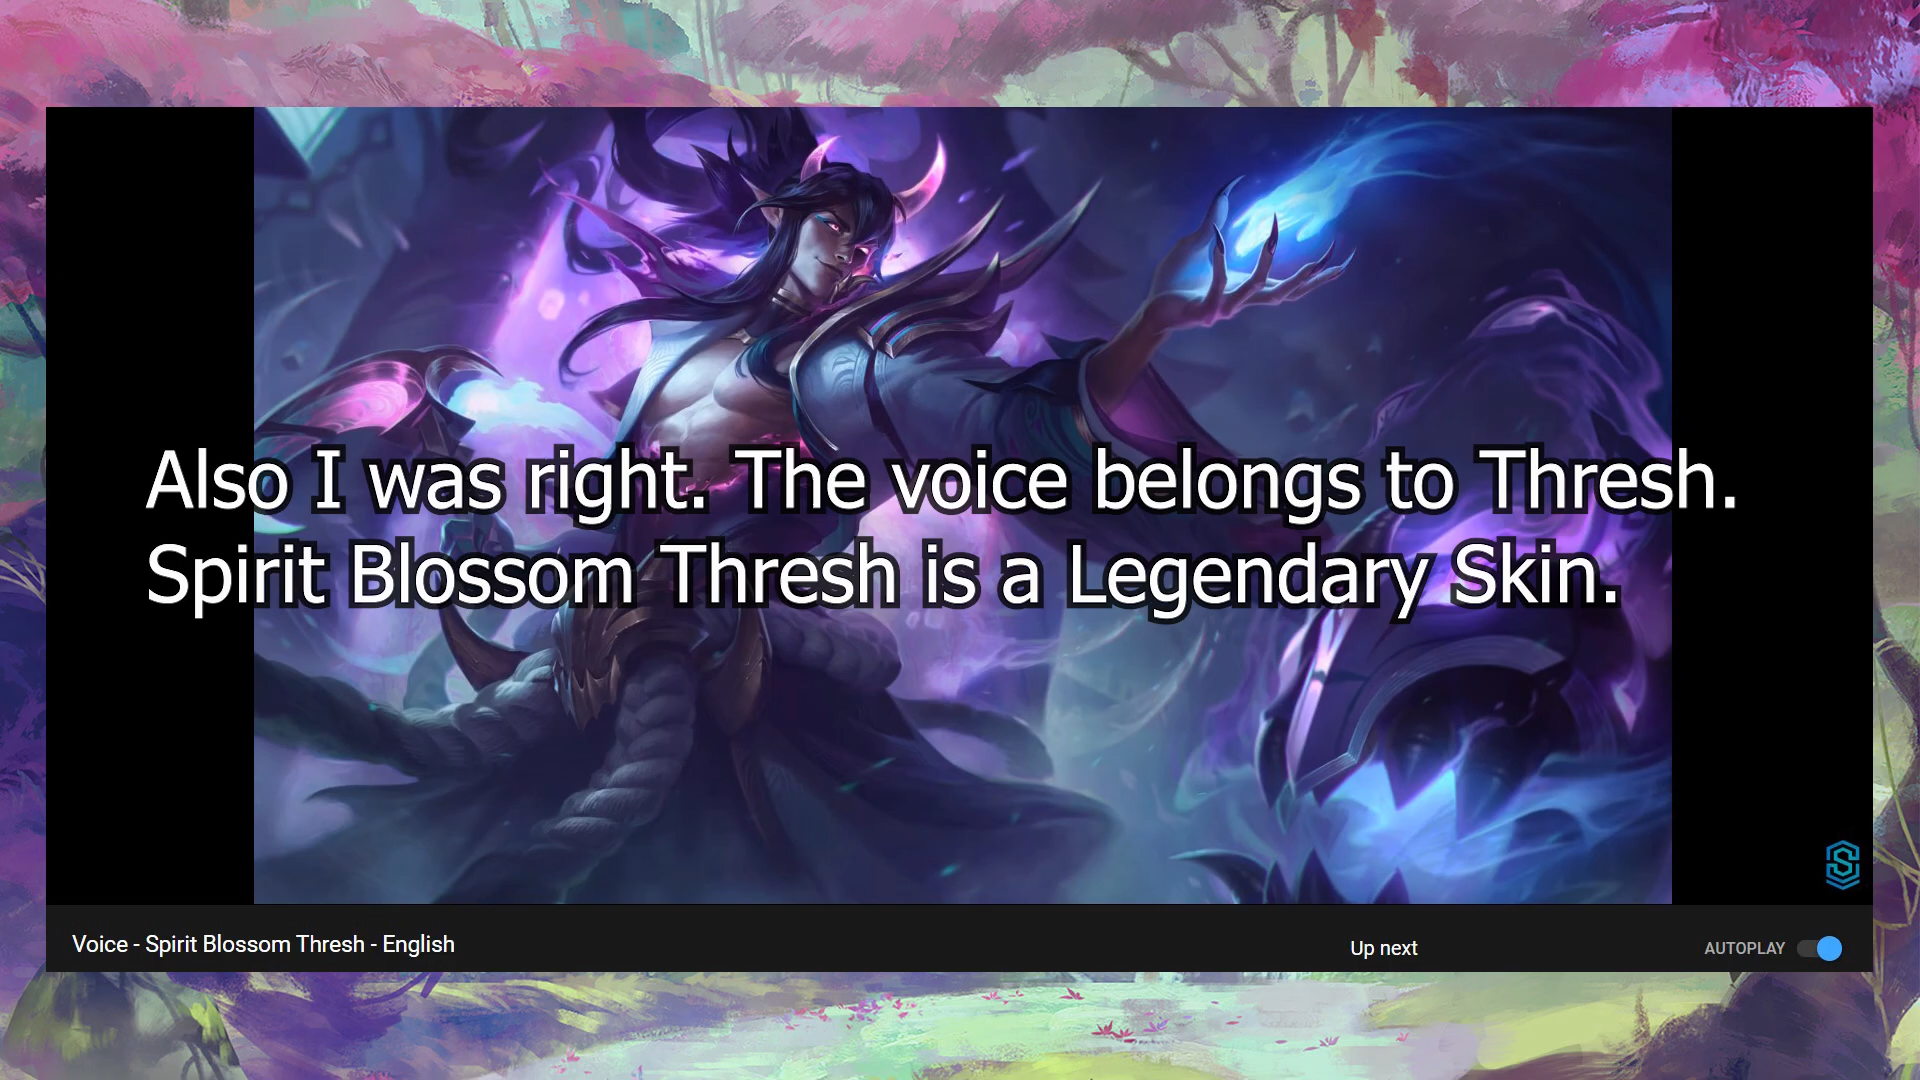 Also I was right. The voice belongs to Thresh.
Spirit Blossom Thresh is a Legendary Skin.
Voice - Spirit Blossom Thresh - English
Up next
AUTOPLAY